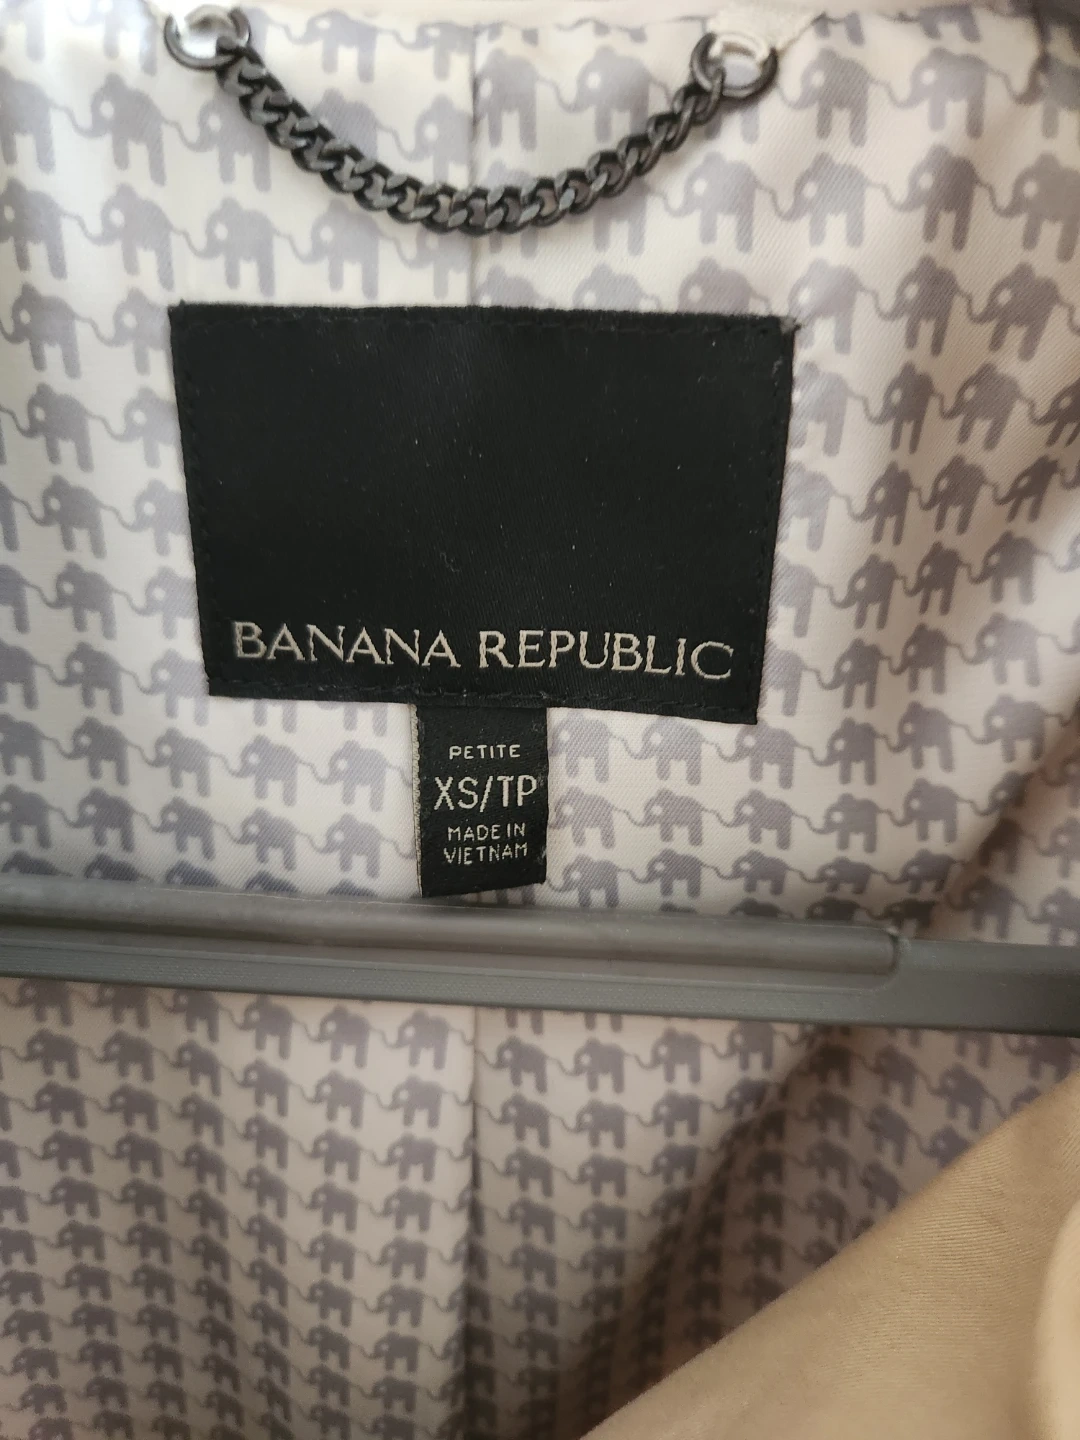 BANANA REPUBLIC
PETITE
XS/TP
MADE IN
VIETNAM